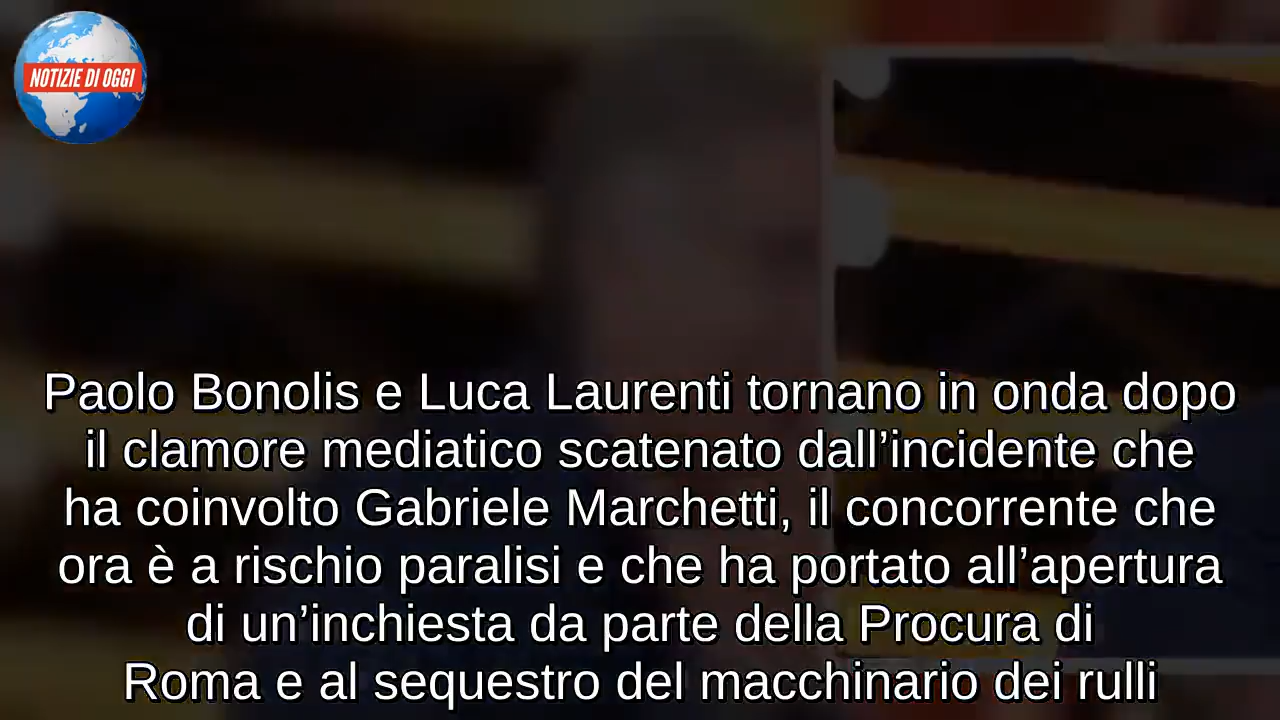 NOTIZIE DI OGGI
Paolo Bonolis e Luca Laurenti tornano in onda dopo
il clamore mediatico scatenato dall’incidente che
ha coinvolto Gabriele Marchetti, il concorrente che
ora è a rischio paralisi e che ha portato all’apertura
di un’inchiesta da parte della Procura di
Roma e al sequestro del macchinario dei rulli